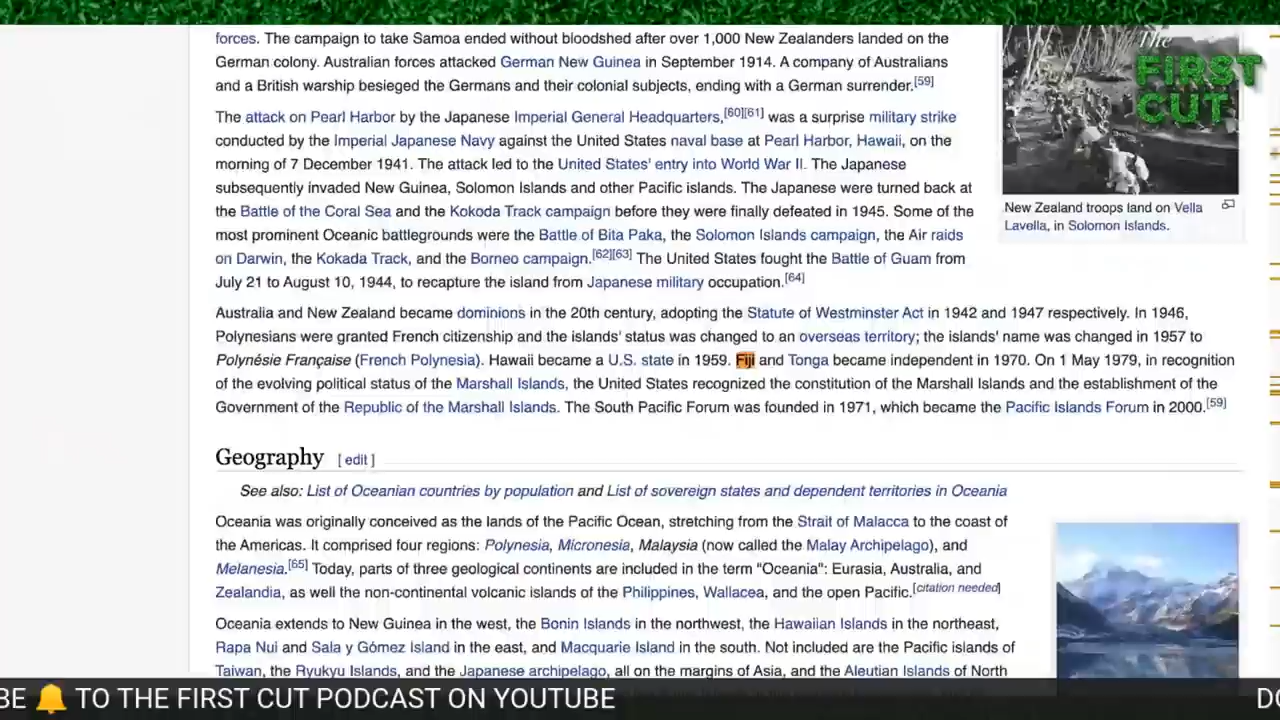 forces. The campaign to take Samoa ended without bloodshed after over 1,000 New Zealanders landed on the
German colony. Australian forces attacked German New Guinea in September 1914. A company of Australians
and a British warship besieged the Germans and their colonial subjects, ending with a German surrender.[59]
The attack on Pearl Harbor by the Japanese Imperial General Headquarters,[60][61] was a surprise military strike
conducted by the Imperial Japanese Navy against the United States naval base at Pearl Harbor, Hawaii, on the
morning of 7 December 1941. The attack led to the United States' entry into World War II. The Japanese
subsequently invaded New Guinea, Solomon Islands and other Pacific islands. The Japanese were turned back at
the Battle of the Coral Sea and the Kokoda Track campaign before they were finally defeated in 1945. Some of the
most prominent Oceanic battlegrounds were the Battle of Bita Paka, the Solomon Islands campaign, the Air raids
on Darwin, the Kokada Track, and the Borneo campaign.[62][63] The United States fought the Battle of Guam from
July 21 to August 10, 1944, to recapture the island from Japanese military occupation.[64]
The
FIRST
CUT
New Zealand troops land on Vella
Lavella, in Solomon Islands.
Australia and New Zealand became dominions in the 20th century, adopting the Statute of Westminster Act in 1942 and 1947 respectively. In 1946,
Polynesians were granted French citizenship and the islands' status was changed to an overseas territory; the islands' name was changed in 1957 to
Polynésie Française (French Polynesia). Hawaii became a U.S. state in 1959. Fiji and Tonga became independent in 1970. On 1 May 1979, in recognition
of the evolving political status of the Marshall Islands, the United States recognized the constitution of the Marshall Islands and the establishment of the
Government of the Republic of the Marshall Islands. The South Pacific Forum was founded in 1971, which became the Pacific Islands Forum in 2000.[59]
Geography [ edit ]
See also: List of Oceanian countries by population and List of sovereign states and dependent territories in Oceania
Oceania was originally conceived as the lands of the Pacific Ocean, stretching from the Strait of Malacca to the coast of
the Americas. It comprised four regions: Polynesia, Micronesia, Malaysia (now called the Malay Archipelago), and
Melanesia.[65] Today, parts of three geological continents are included in the term "Oceania": Eurasia, Australia, and
Zealandia, as well the non-continental volcanic islands of the Philippines, Wallacea, and the open Pacific.[citation needed]
Oceania extends to New Guinea in the west, the Bonin Islands in the northwest, the Hawaiian Islands in the northeast,
Rapa Nui and Sala y Gómez Island in the east, and Macquarie Island in the south. Not included are the Pacific islands of
Taiwan, the Ryukyu Islands, and the Japanese archipelago, all on the margins of Asia, and the Aleutian Islands of North
BE 🔔 TO THE FIRST CUT PODCAST ON YOUTUBE DO